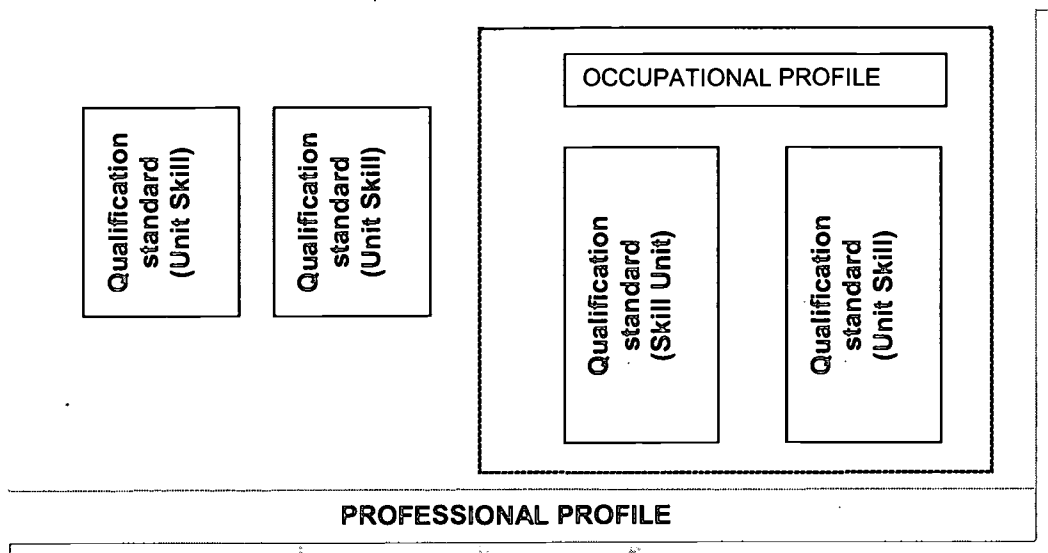 OCCUPATIONAL PROFILE
Qualification
standard
(Unit Skill)
Qualification
standard
(Unit Skill)
Qualification
standard
(Skill Unit)
Qualification
standard
(Unit Skill)
PROFESSIONAL PROFILE